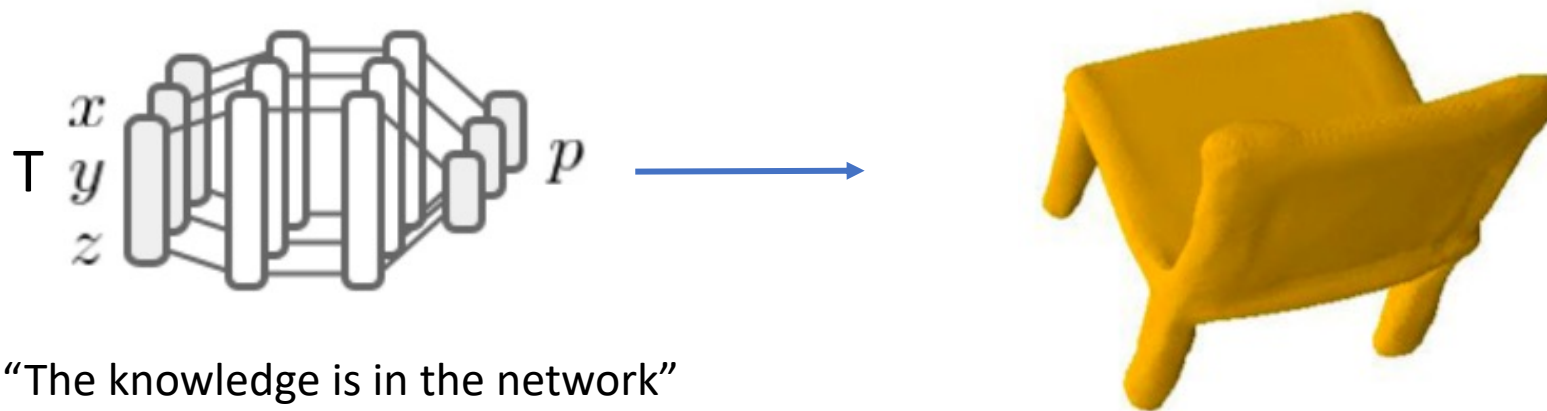 x
T y p
z
“The knowledge is in the network”